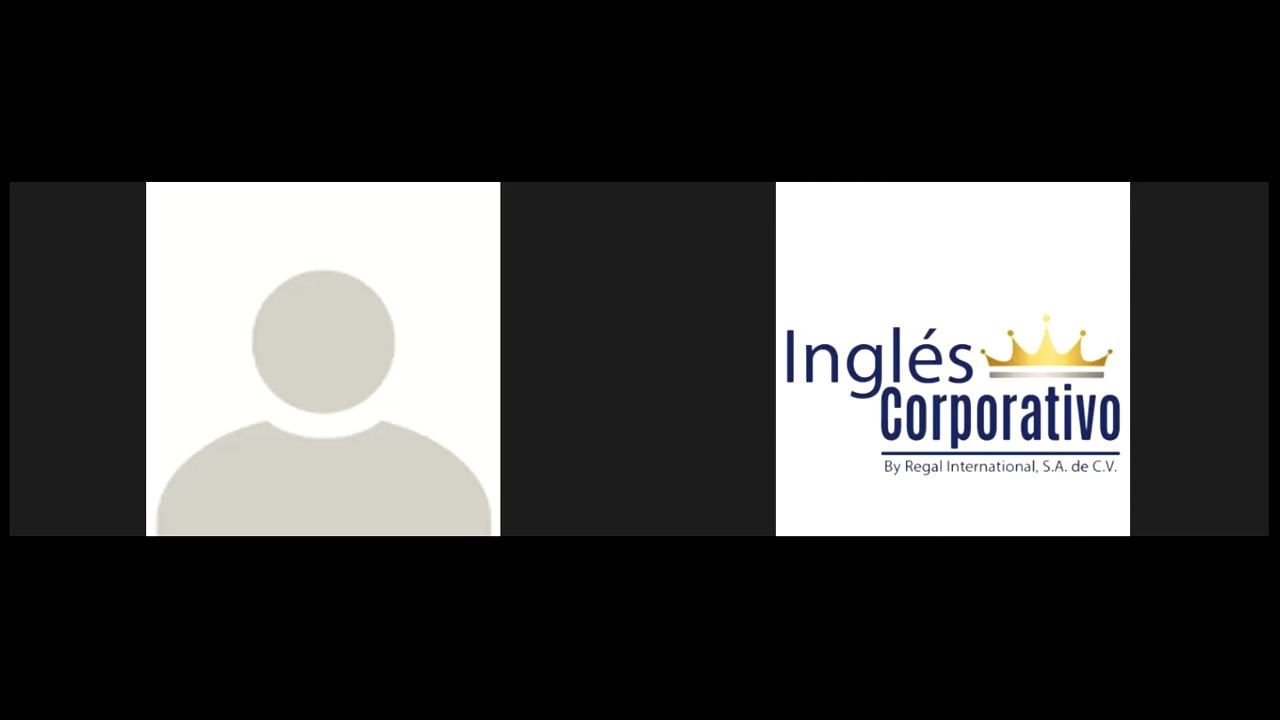 Inglés
Corporativo
By Regal International, S.A. de C.V.